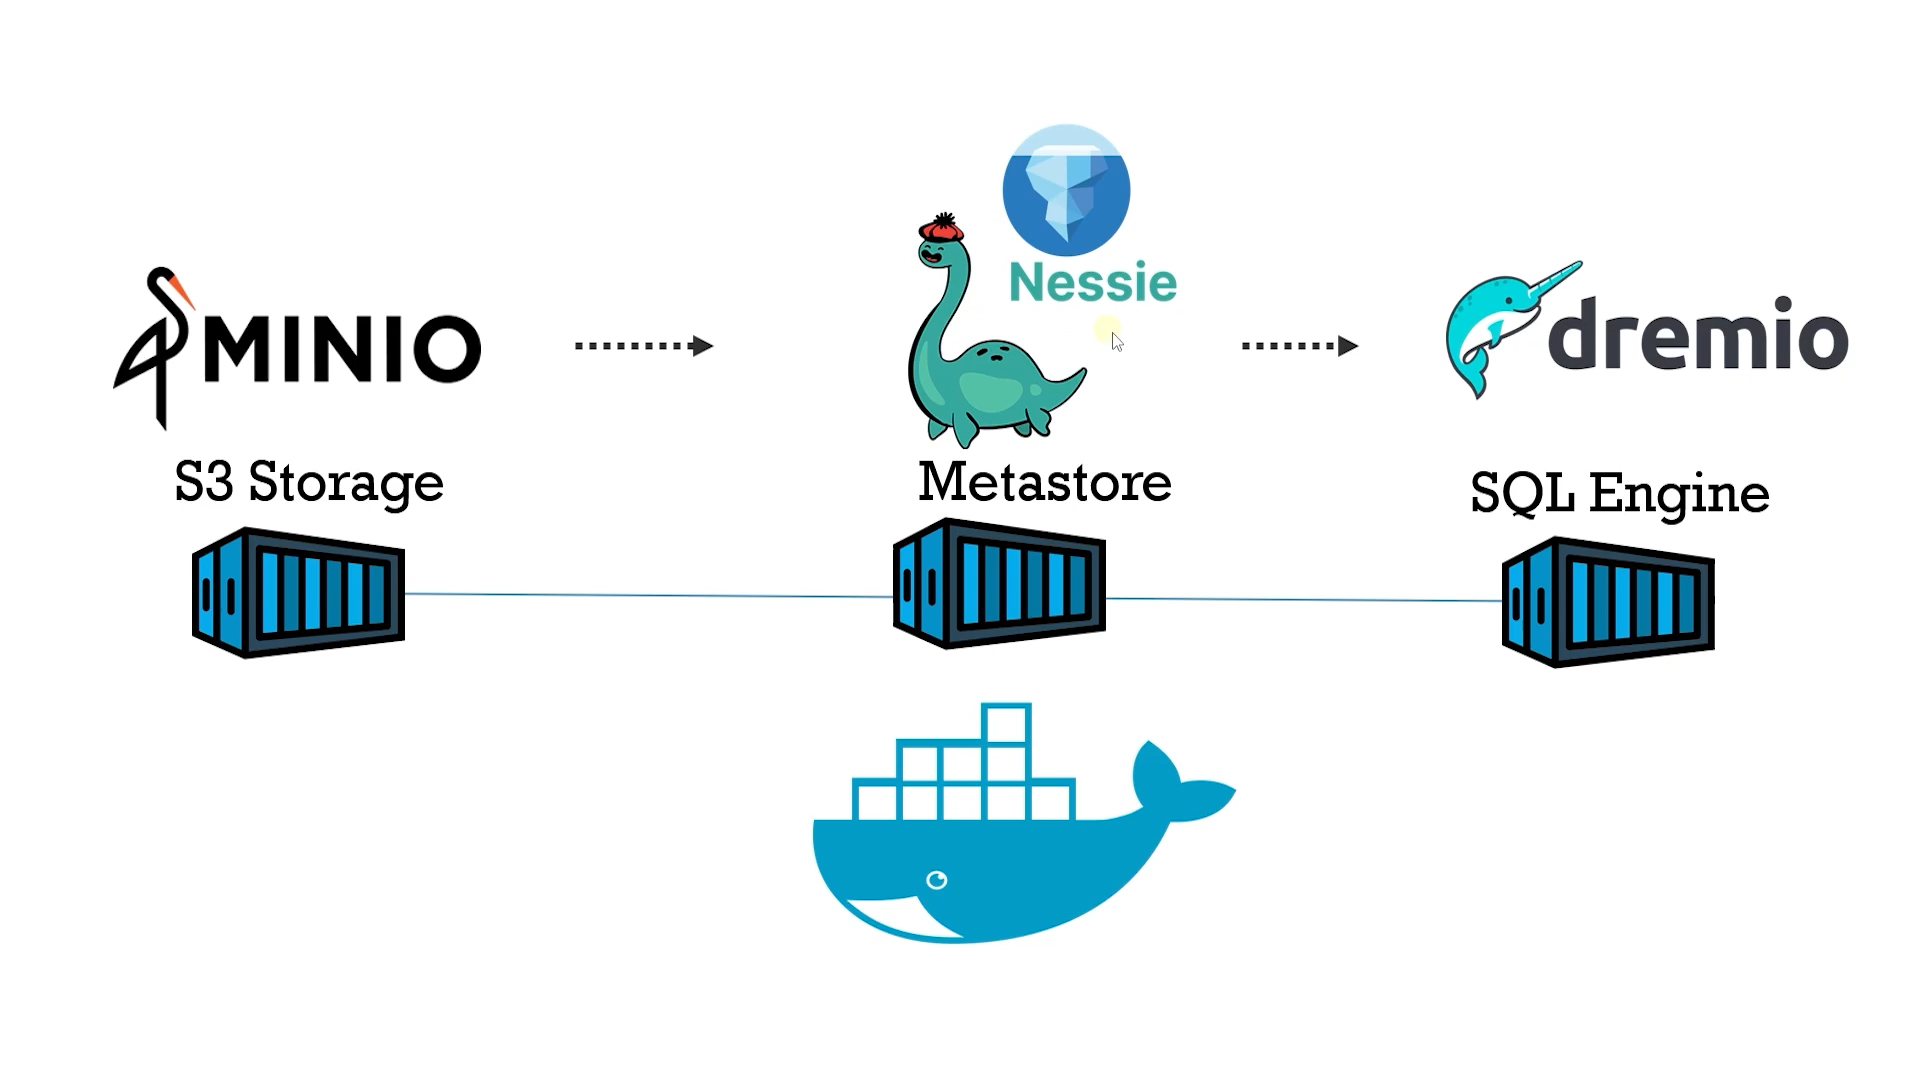 MINIO
Nessie
dremio
S3 Storage
Metastore
SQL Engine